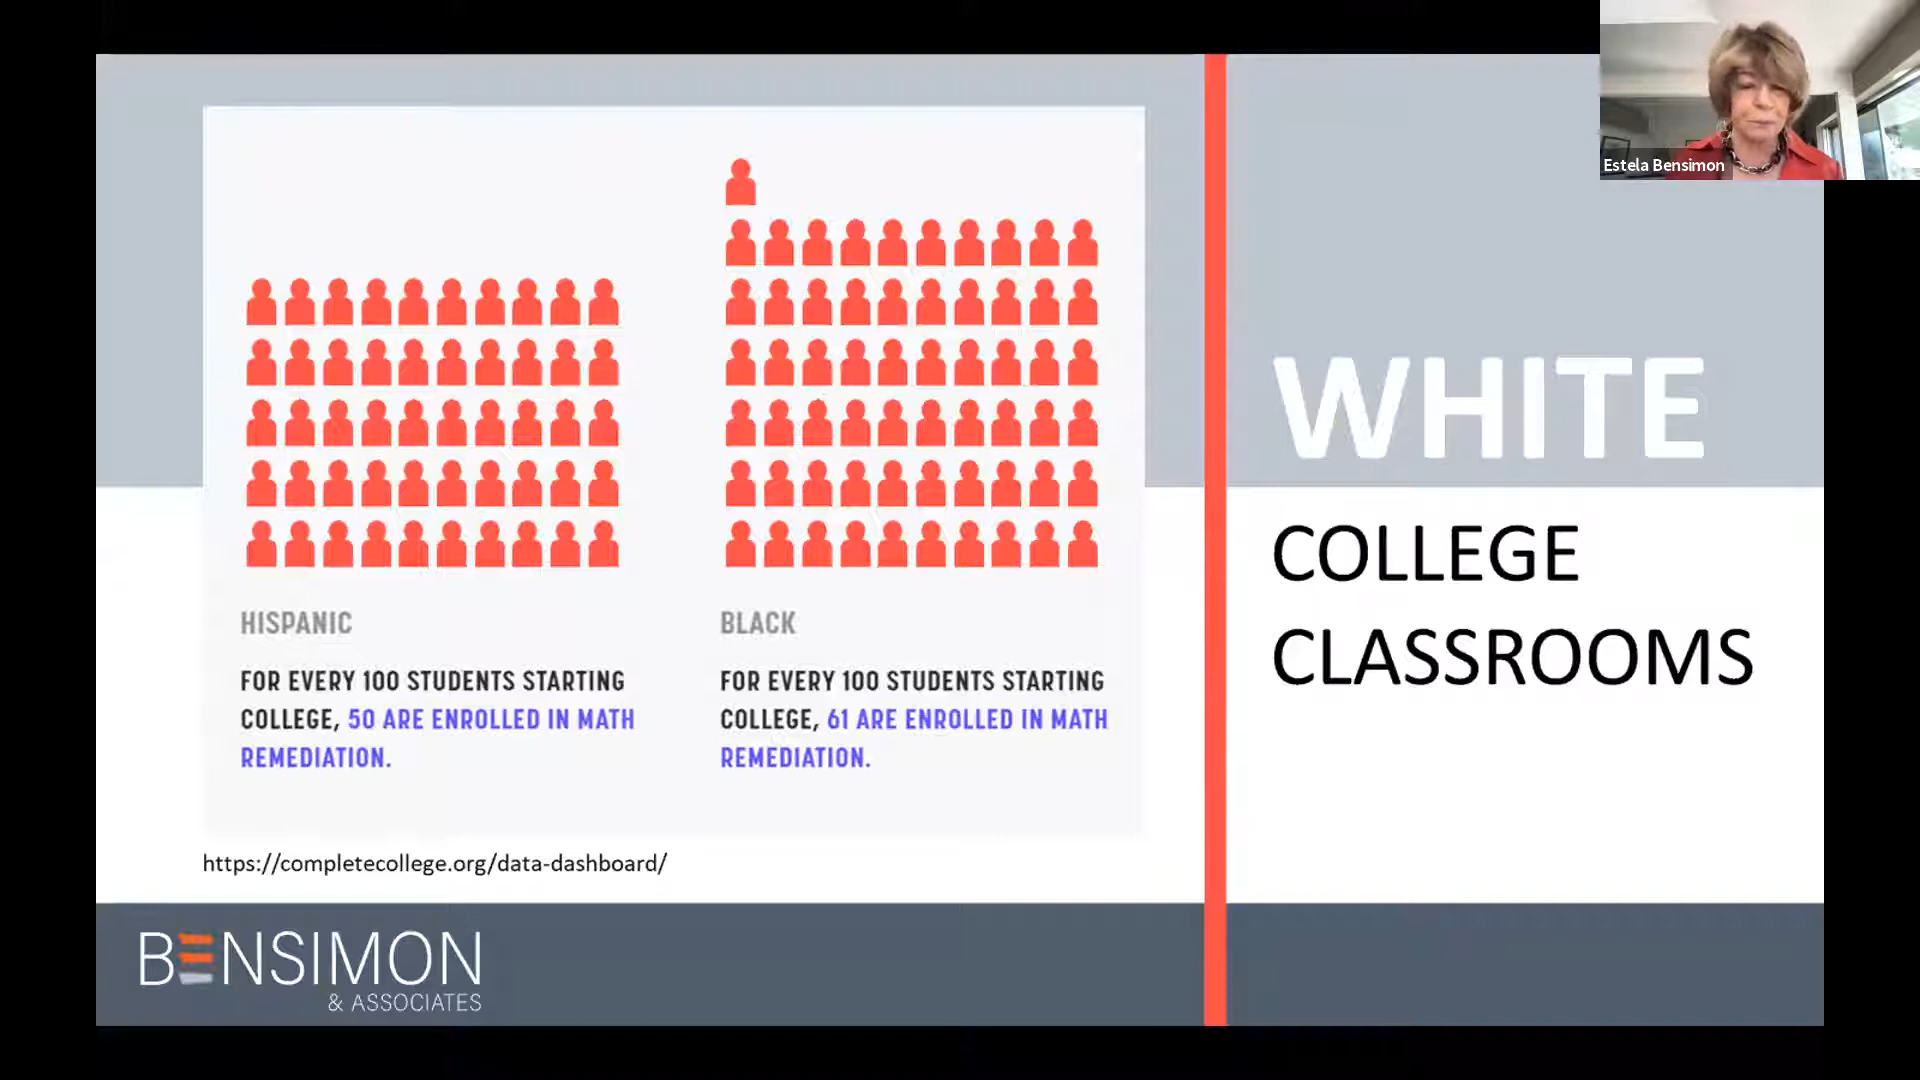 Estela Bensimon
HISPANIC
FOR EVERY 100 STUDENTS STARTING
COLLEGE, 50 ARE ENROLLED IN MATH
REMEDIATION.
BLACK
FOR EVERY 100 STUDENTS STARTING
COLLEGE, 61 ARE ENROLLED IN MATH
REMEDIATION.
https://completecollege.org/data-dashboard/
WHITE
COLLEGE
CLASSROOMS
BENSIMON
& ASSOCIATES